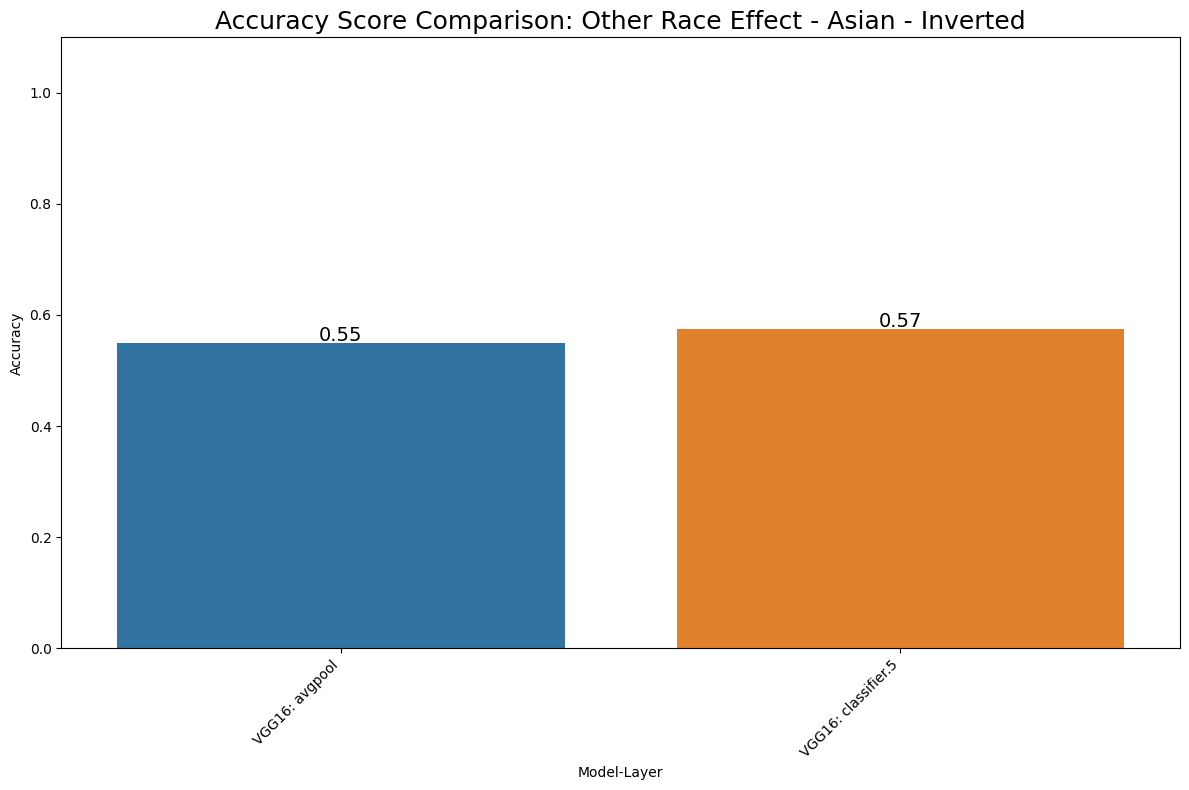 Accuracy Score Comparison: Other Race Effect - Asian - Inverted
1.0
0.8
0.6
0.4
0.2
0.0
Accuracy
0.55
0.57
VGG16: avgpool
VGG16: classifier.5
Model-Layer